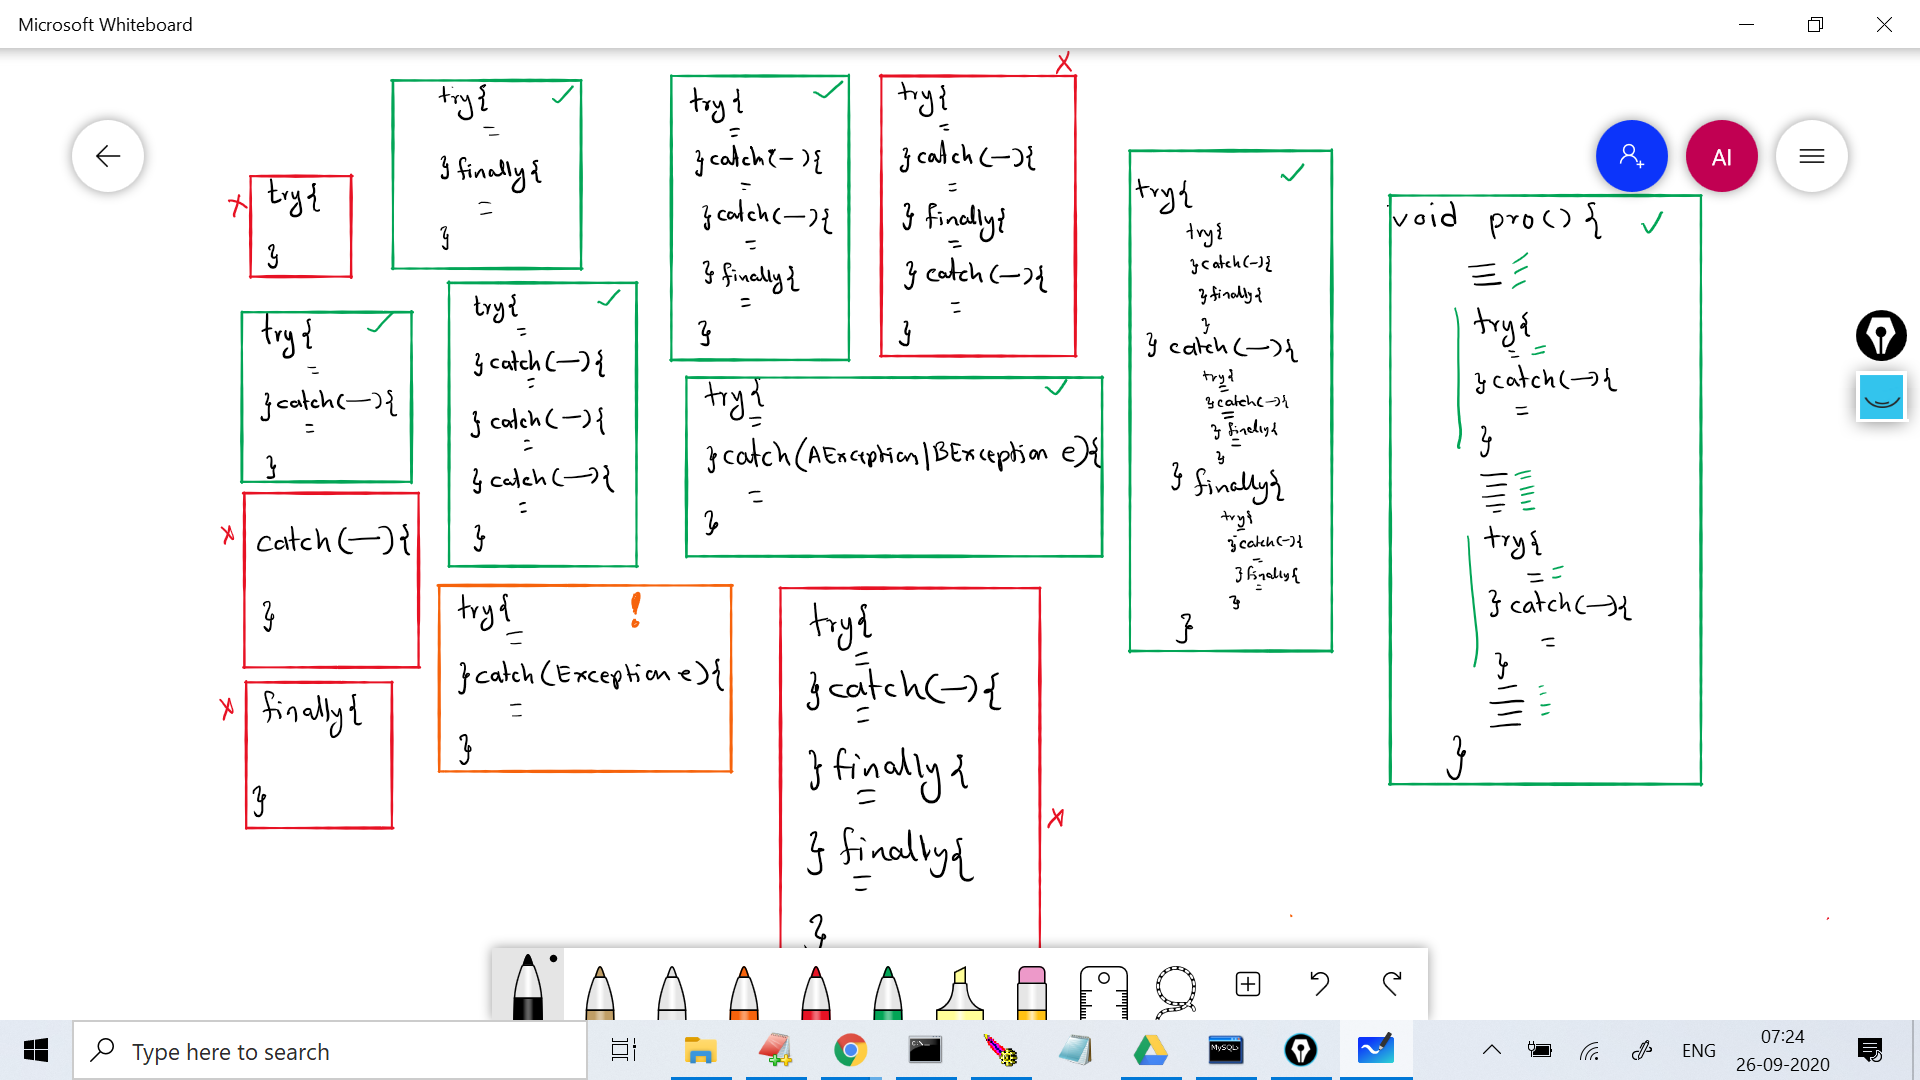 Microsoft Whiteboard
try{
}
try{
}catch(—){
}
catch(—){
}
finally{
}
try{
}finally{
}
try{
}catch(—){
}catch(—){
}catch(—){
}
try{
}catch(Exception e){
}
!
try{
}catch(—){
}catch(—){
}finally{
}
try{
}catch(—){
}finally{
}catch(—){
}
try{
}catch(AException|BException e){
}
try{
}catch(—){
}finally{
}finally{
}
try{
try{
}catch(—){
}finally{
}
}catch(—){
try{
}catch(—){
}finally{
}
}finally{
try{
}catch(—){
}finally{
}
}
void pro(){
try{
}catch(—){
}
try{
}catch(—){
}
}
AI
Type here to search
C:\
MySQL
ENG
07:24
26-09-2020